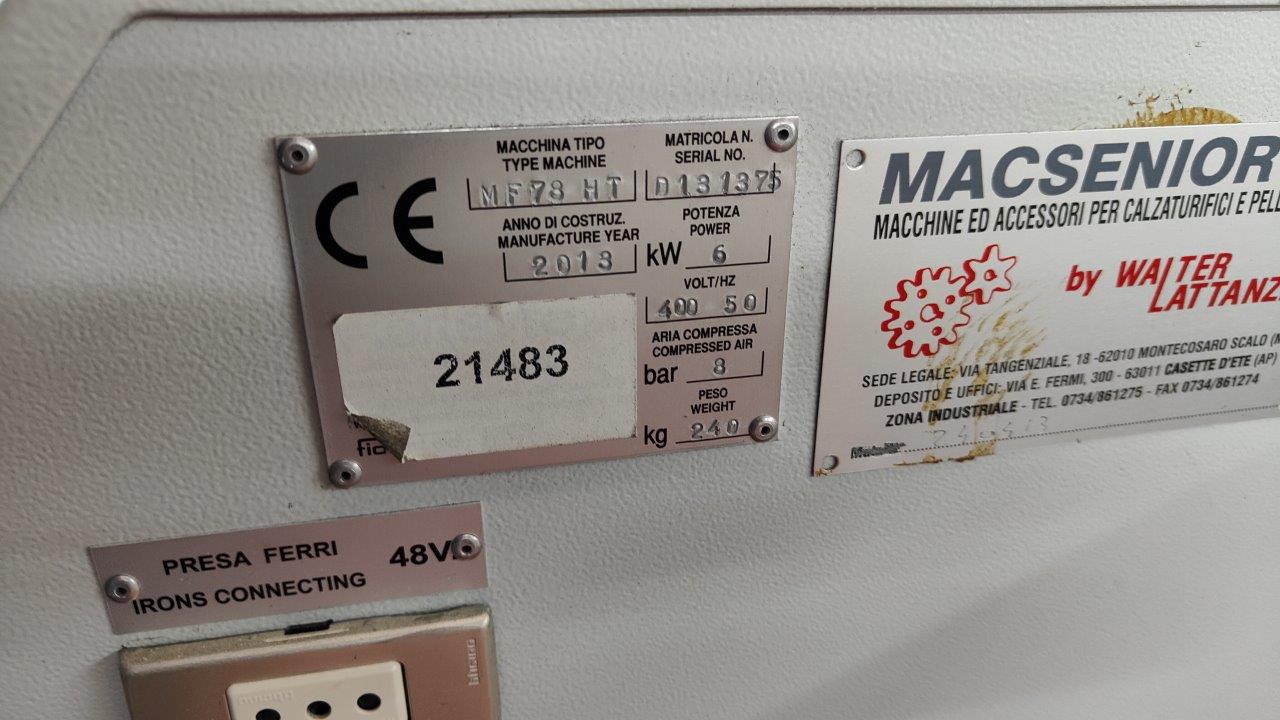 CE
MACCHINA TIPO
TYPE MACHINE
MF78 HT
MATRICOLA N.
SERIAL NO.
D131375
ANNO DI COSTRUZ.
MANUFACTURE YEAR
2013
POTENZA
POWER
kW 6
VOLT/HZ
400 50
ARIA COMPRESSA
COMPRESSED AIR
bar 8
PESO
WEIGHT
kg 240
21483
MACSENIOR
MACCHINE ED ACCESSORI PER CALZATURIFICI E PELL
by WALTER
LATTANZ
SEDE LEGALE: VIA TANGENZIALE, 18 -62010 MONTECOSARO SCALO (
DEPOSITO E UFFICI: VIA E. FERMI, 300 - 63011 CASETTE D'ETE (AP)
ZONA INDUSTRIALE - TEL. 0734/861275 - FAX 0734/861274
PRESA FERRI 48V
IRONS CONNECTING
bticino